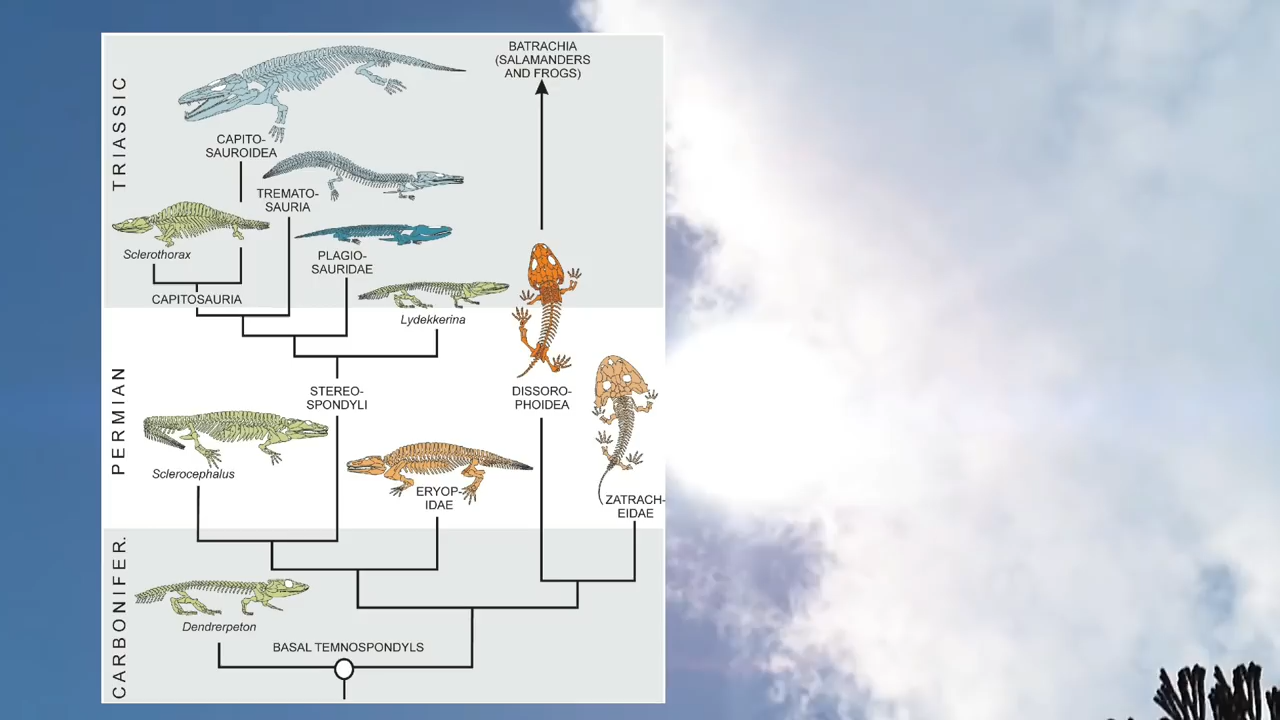 TRIASSIC
BATRACHIA
(SALAMANDERS
AND FROGS)
CAPITO-
SAUROIDEA
TREMATO-
SAURIA
Sclerothorax
PLAGIO-
SAURIDAE
CAPITOSAURIA
Lydekkerina
PERMIAN
STEREO-
SPONDYLI
DISSORO-
PHOIDEA
Sclerocephalus
ERYOP-
IDAE
ZATRACH-
EIDAE
CARBONIFER.
Dendrerpeton
BASAL TEMNOSPONDYLS